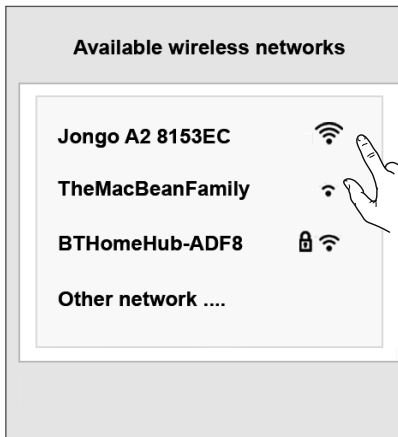 Available wireless networks
Jongo A2 8153EC
TheMacBeanFamily
BTHomeHub-ADF8
Other network ....